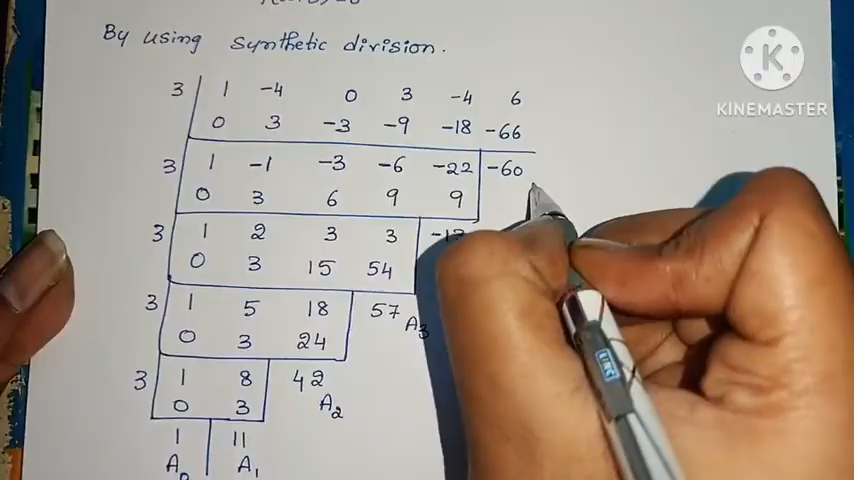 By using synthetic division.
3 1 -4 0 3 -4 6
0 3 -3 -9 -18 -66
3 1 -1 -3 -6 -22 -60
0 3 6 9 9
3 1 2 3 3
0 3 15 54
3 1 5 18 57 A3
0 3 24
3 1 8 42
0 3 A2
1 11
A0 A1
K
KINEMASTER
LINC